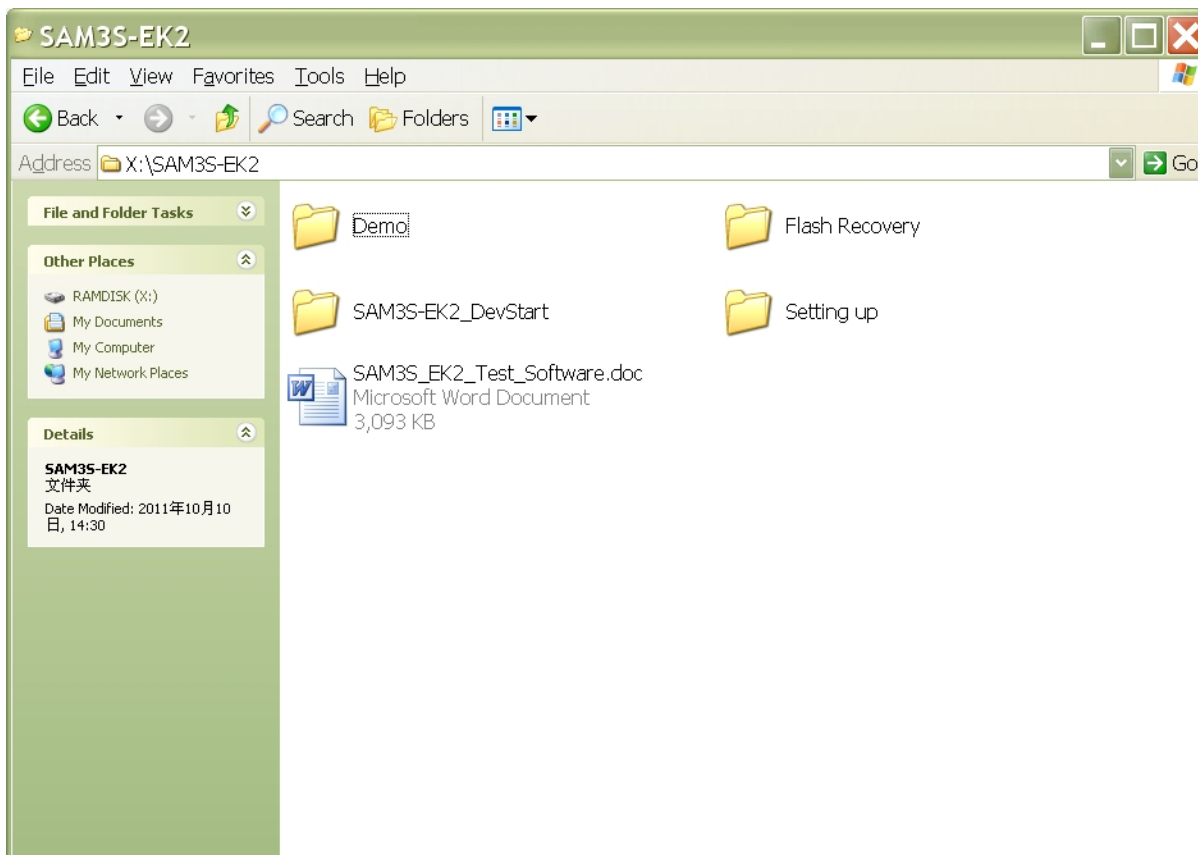 SAM3S-EK2
File Edit View Favorites Tools Help
Back Search Folders
Address X:\SAM3S-EK2 Go
File and Folder Tasks
Other Places
RAMDISK (X:)
My Documents
My Computer
My Network Places
Details
SAM3S-EK2
文件夹
Date Modified: 2011年10月10
日, 14:30
Demo
Flash Recovery
SAM3S-EK2_DevStart
Setting up
SAM3S_EK2_Test_Software.doc
Microsoft Word Document
3,093 KB